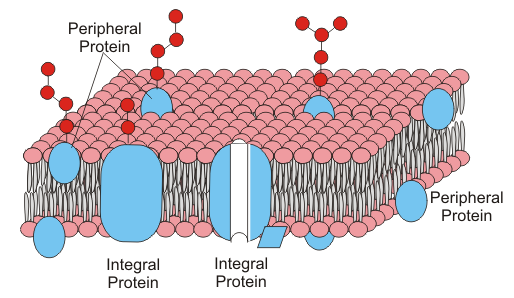 Peripheral
Protein
Peripheral
Protein
Integral
Protein
Integral
Protein